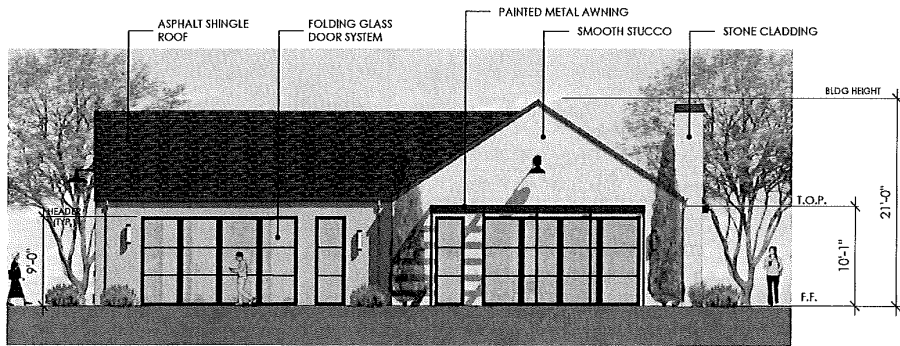 PAINTED METAL AWNING
ASPHALT SHINGLE
ROOF
FOLDING GLASS
DOOR SYSTEM
SMOOTH STUCCO
STONE CLADDING
BLDG HEIGHT
HEADER
(TYP.)
T.O.P.
9'-0"
10'-1"
21'-0"
F.F.